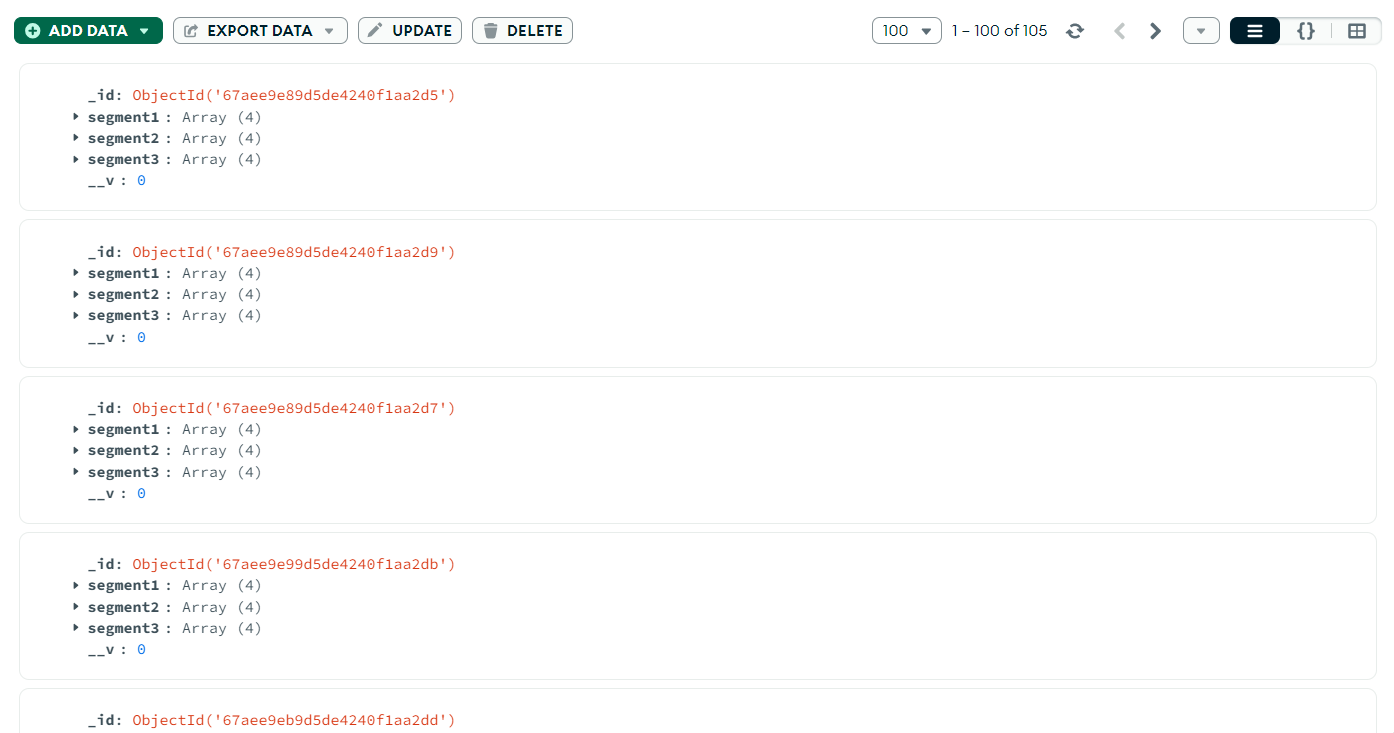 ADD DATA EXPORT DATA UPDATE DELETE 100 1 – 100 of 105 {}
_id: ObjectId('67aee9e89d5de4240f1aa2d5')
segment1 : Array (4)
segment2 : Array (4)
segment3 : Array (4)
__v : 0
_id: ObjectId('67aee9e89d5de4240f1aa2d9')
segment1 : Array (4)
segment2 : Array (4)
segment3 : Array (4)
__v : 0
_id: ObjectId('67aee9e89d5de4240f1aa2d7')
segment1 : Array (4)
segment2 : Array (4)
segment3 : Array (4)
__v : 0
_id: ObjectId('67aee9e99d5de4240f1aa2db')
segment1 : Array (4)
segment2 : Array (4)
segment3 : Array (4)
__v : 0
_id: ObjectId('67aee9eb9d5de4240f1aa2dd')